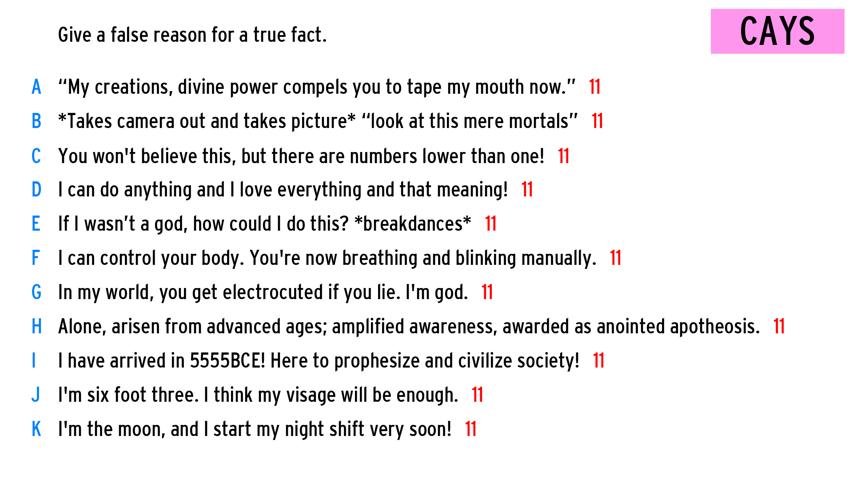 Give a false reason for a true fact.
CAYS
A “My creations, divine power compels you to tape my mouth now.” 11
B *Takes camera out and takes picture* “look at this mere mortals” 11
C You won't believe this, but there are numbers lower than one! 11
D I can do anything and I love everything and that meaning! 11
E If I wasn’t a god, how could I do this? *breakdances* 11
F I can control your body. You're now breathing and blinking manually. 11
G In my world, you get electrocuted if you lie. I'm god. 11
H Alone, arisen from advanced ages; amplified awareness, awarded as anointed apotheosis. 11
I I have arrived in 5555BCE! Here to prophesize and civilize society! 11
J I'm six foot three. I think my visage will be enough. 11
K I'm the moon, and I start my night shift very soon! 11